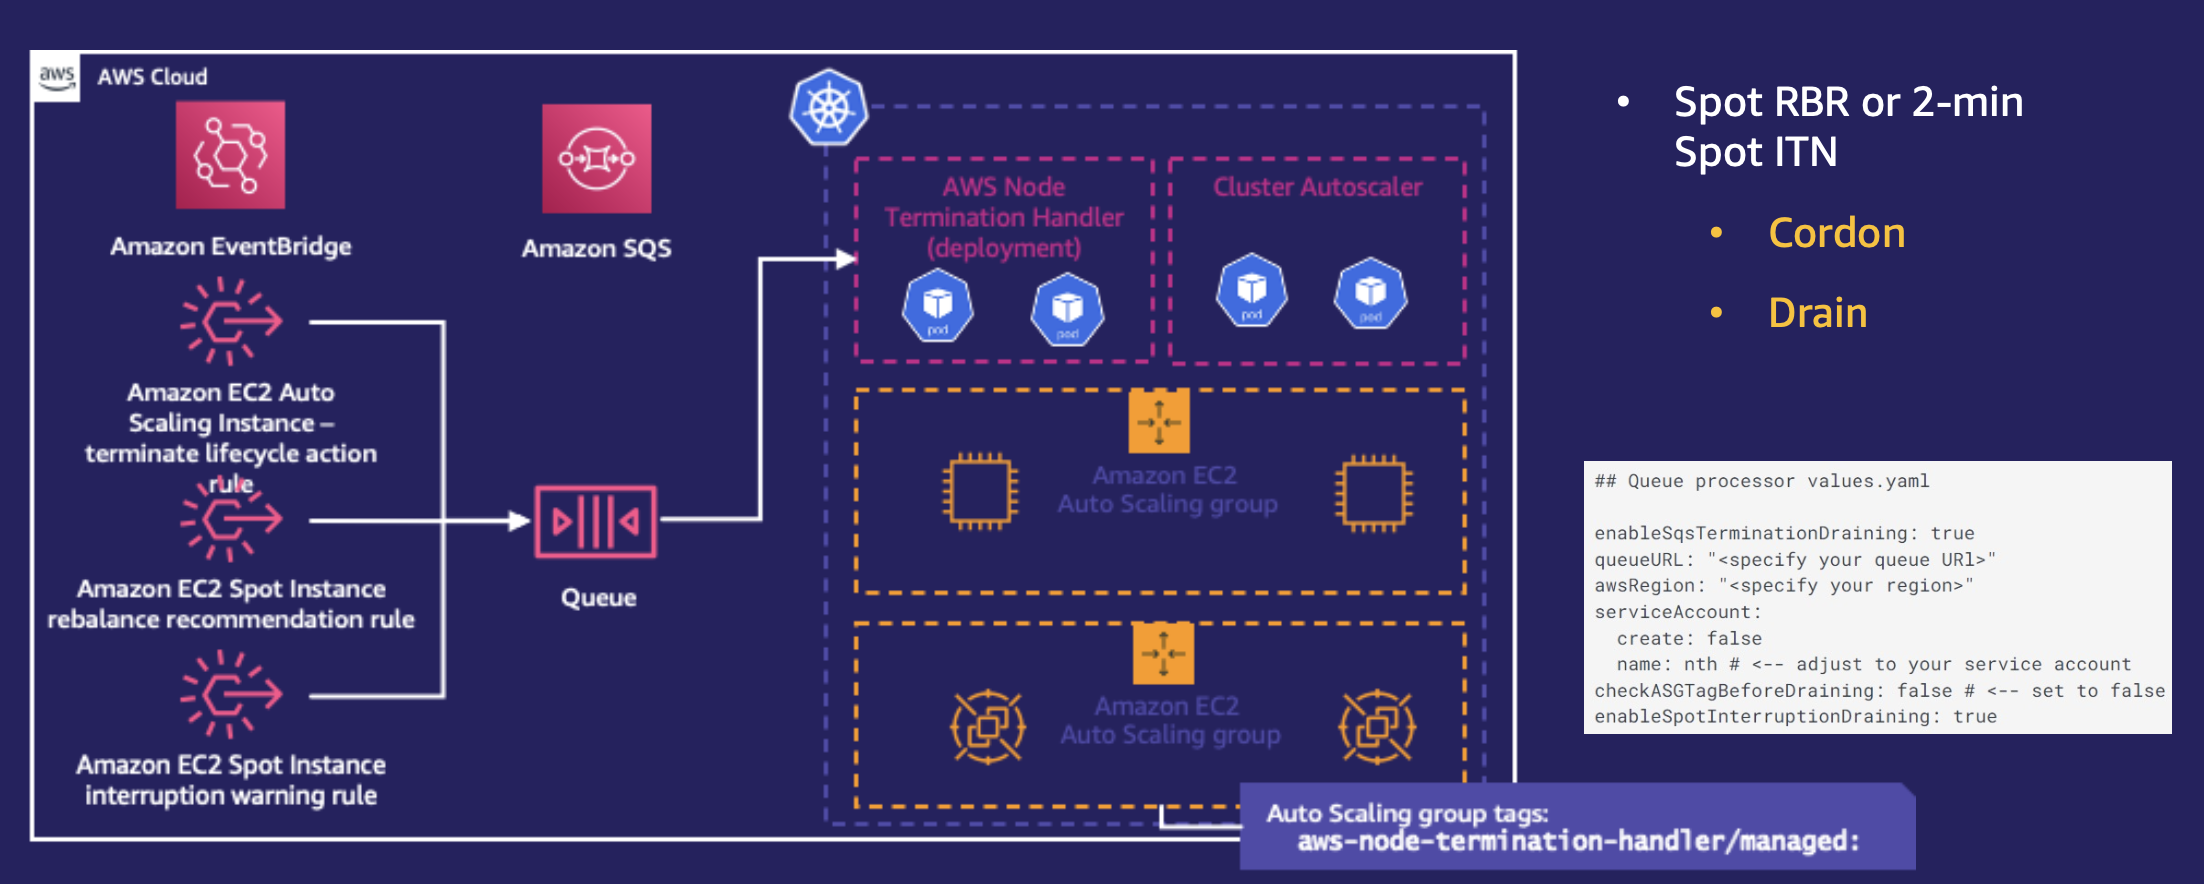 aws
AWS Cloud
Amazon EventBridge
Amazon EC2 Auto
Scaling Instance –
terminate lifecycle action
rule
Amazon EC2 Spot Instance
rebalance recommendation rule
Amazon EC2 Spot Instance
interruption warning rule
Amazon SQS
Queue
AWS Node
Termination Handler
(deployment)
pod
pod
Cluster Autoscaler
pod
pod
Amazon EC2
Auto Scaling group
Amazon EC2
Auto Scaling group
Auto Scaling group tags:
aws-node-termination-handler/managed:
• Spot RBR or 2-min
Spot ITN
• Cordon
• Drain
## Queue processor values.yaml
enableSqsTerminationDraining: true
queueURL: "<specify your queue URl>"
awsRegion: "<specify your region>"
serviceAccount:
  create: false
  name: nth # <-- adjust to your service account
checkASGTagBeforeDraining: false # <-- set to false
enableSpotInterruptionDraining: true